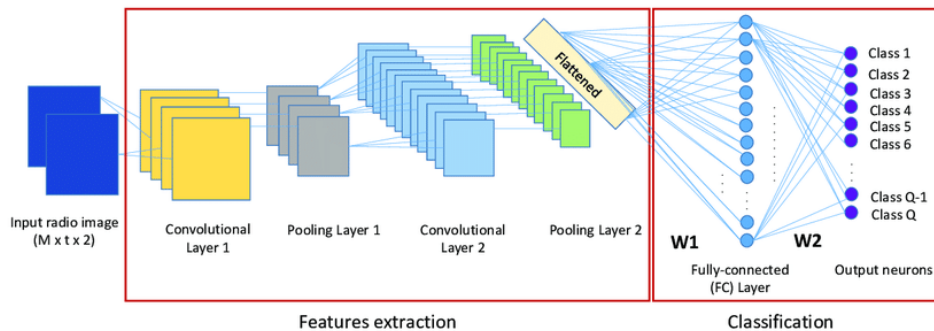 Input radio image
(M x t x 2)
Convolutional
Layer 1
Pooling Layer 1
Convolutional
Layer 2
Pooling Layer 2
Flattened
W1
W2
Fully-connected
(FC) Layer
Output neurons
Class 1
Class 2
Class 3
Class 4
Class 5
Class 6
Class Q-1
Class Q
Features extraction
Classification